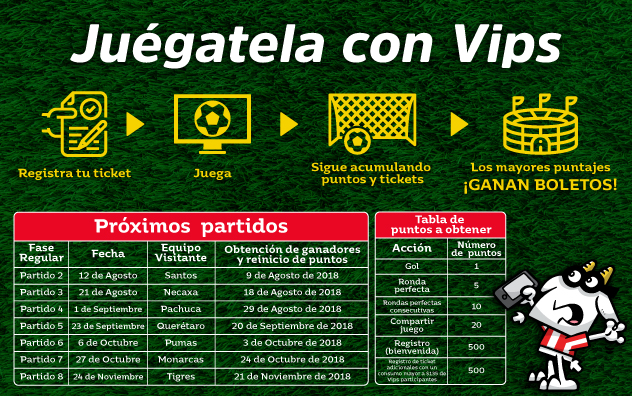 Juégatela con Vips
Registra tu ticket
Juega
Sigue acumulando
puntos y tickets
Los mayores puntajes
¡GANAN BOLETOS!
Próximos partidos
Fase Regular | Fecha | Equipo Visitante | Obtención de ganadores y reinicio de puntos
Partido 2 | 12 de Agosto | Santos | 9 de Agosto de 2018
Partido 3 | 21 de Agosto | Necaxa | 18 de Agosto de 2018
Partido 4 | 1 de Septiembre | Pachuca | 29 de Agosto de 2018
Partido 5 | 23 de Septiembre | Querétaro | 20 de Septiembre de 2018
Partido 6 | 6 de Octubre | Pumas | 3 de Octubre de 2018
Partido 7 | 27 de Octubre | Monarcas | 24 de Octubre de 2018
Partido 8 | 24 de Noviembre | Tigres | 21 de Noviembre de 2018
Tabla de
puntos a obtener
Acción | Número de puntos
Gol | 1
Ronda perfecta | 5
Rondas perfectas consecutivas | 10
Compartir juego | 20
Registro (bienvenida) | 500
Registro de ticket adicionales con un consumo mayor a $135 de Vips participantes | 500